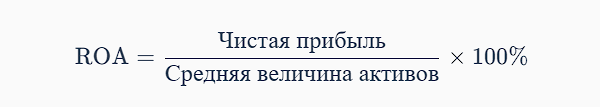 ROA = Чистая прибыль / Средняя величина активов × 100%